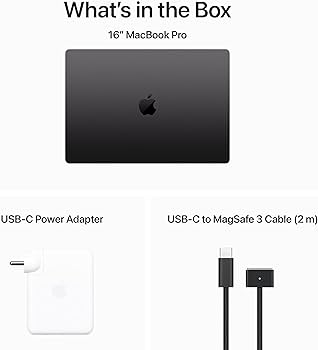 What's in the Box
16" MacBook Pro
USB-C Power Adapter
USB-C to MagSafe 3 Cable (2 m)